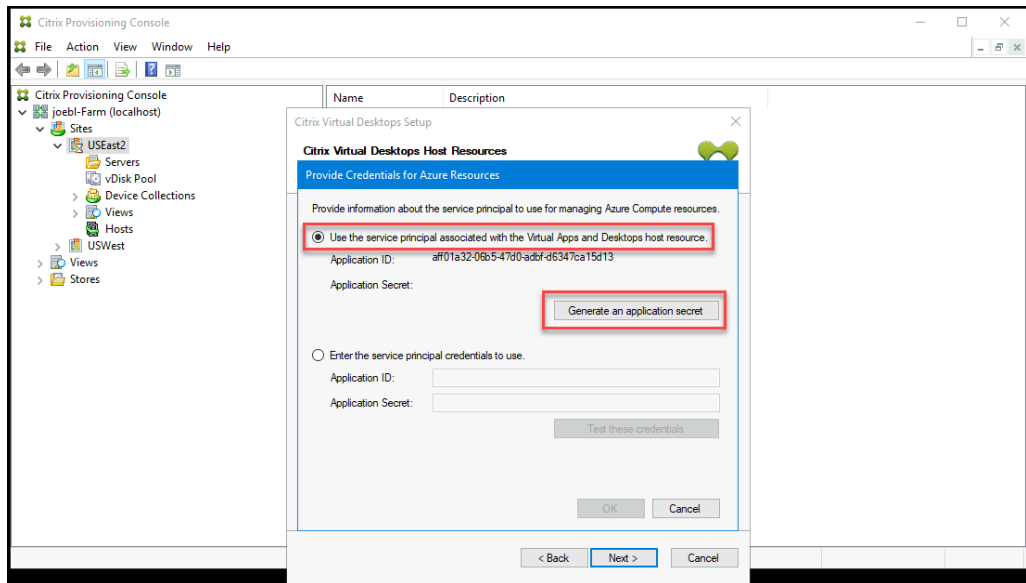 Citrix Provisioning Console
File Action View Window Help
Citrix Provisioning Console
joebl-Farm (localhost)
Sites
USEast2
Servers
vDisk Pool
Device Collections
Views
Hosts
USWest
Views
Stores
Name Description
Citrix Virtual Desktops Setup
Citrix Virtual Desktops Host Resources
Provide Credentials for Azure Resources
Provide information about the service principal to use for managing Azure Compute resources.
Use the service principal associated with the Virtual Apps and Desktops host resource.
Application ID: aff01a32-06b5-47d0-adbf-d6347ca15d13
Application Secret:
Generate an application secret
Enter the service principal credentials to use.
Application ID:
Application Secret:
Test these credentials
OK Cancel
< Back Next > Cancel